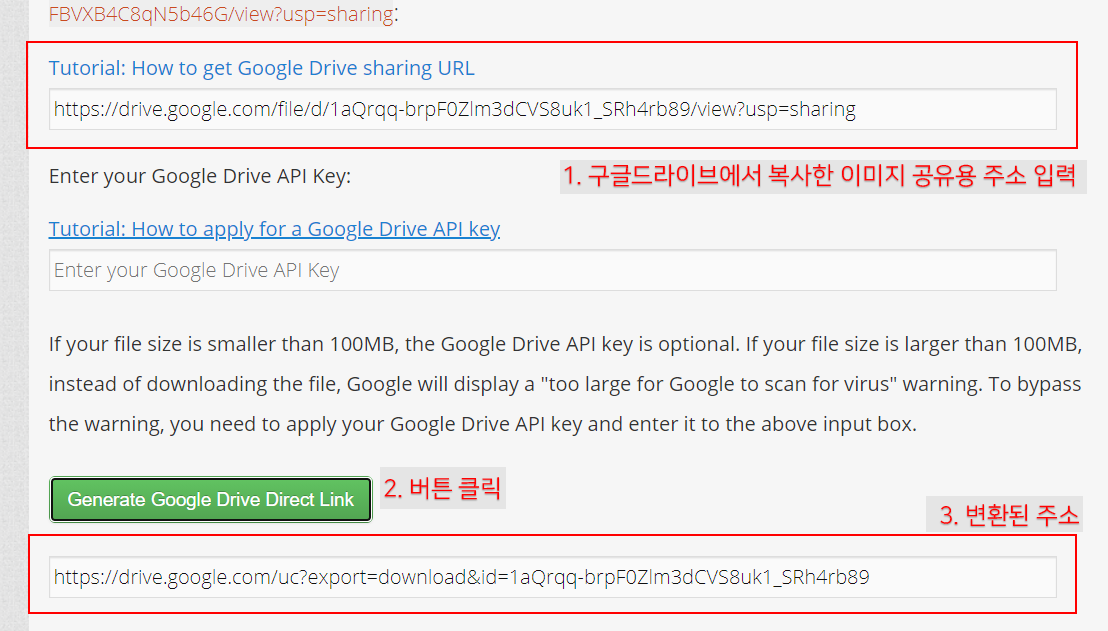 FBVXB4C8qN5b46G/view?usp=sharing:
Tutorial: How to get Google Drive sharing URL
https://drive.google.com/file/d/1aQrqq-brpF0Zlm3dCVS8uk1_SRh4rb89/view?usp=sharing
Enter your Google Drive API Key:
1. 구글드라이브에서 복사한 이미지 공유용 주소 입력
Tutorial: How to apply for a Google Drive API key
Enter your Google Drive API Key
If your file size is smaller than 100MB, the Google Drive API key is optional. If your file size is larger than 100MB,
instead of downloading the file, Google will display a "too large for Google to scan for virus" warning. To bypass
the warning, you need to apply your Google Drive API key and enter it to the above input box.
Generate Google Drive Direct Link
2. 버튼 클릭
3. 변환된 주소
https://drive.google.com/uc?export=download&id=1aQrqq-brpF0Zlm3dCVS8uk1_SRh4rb89